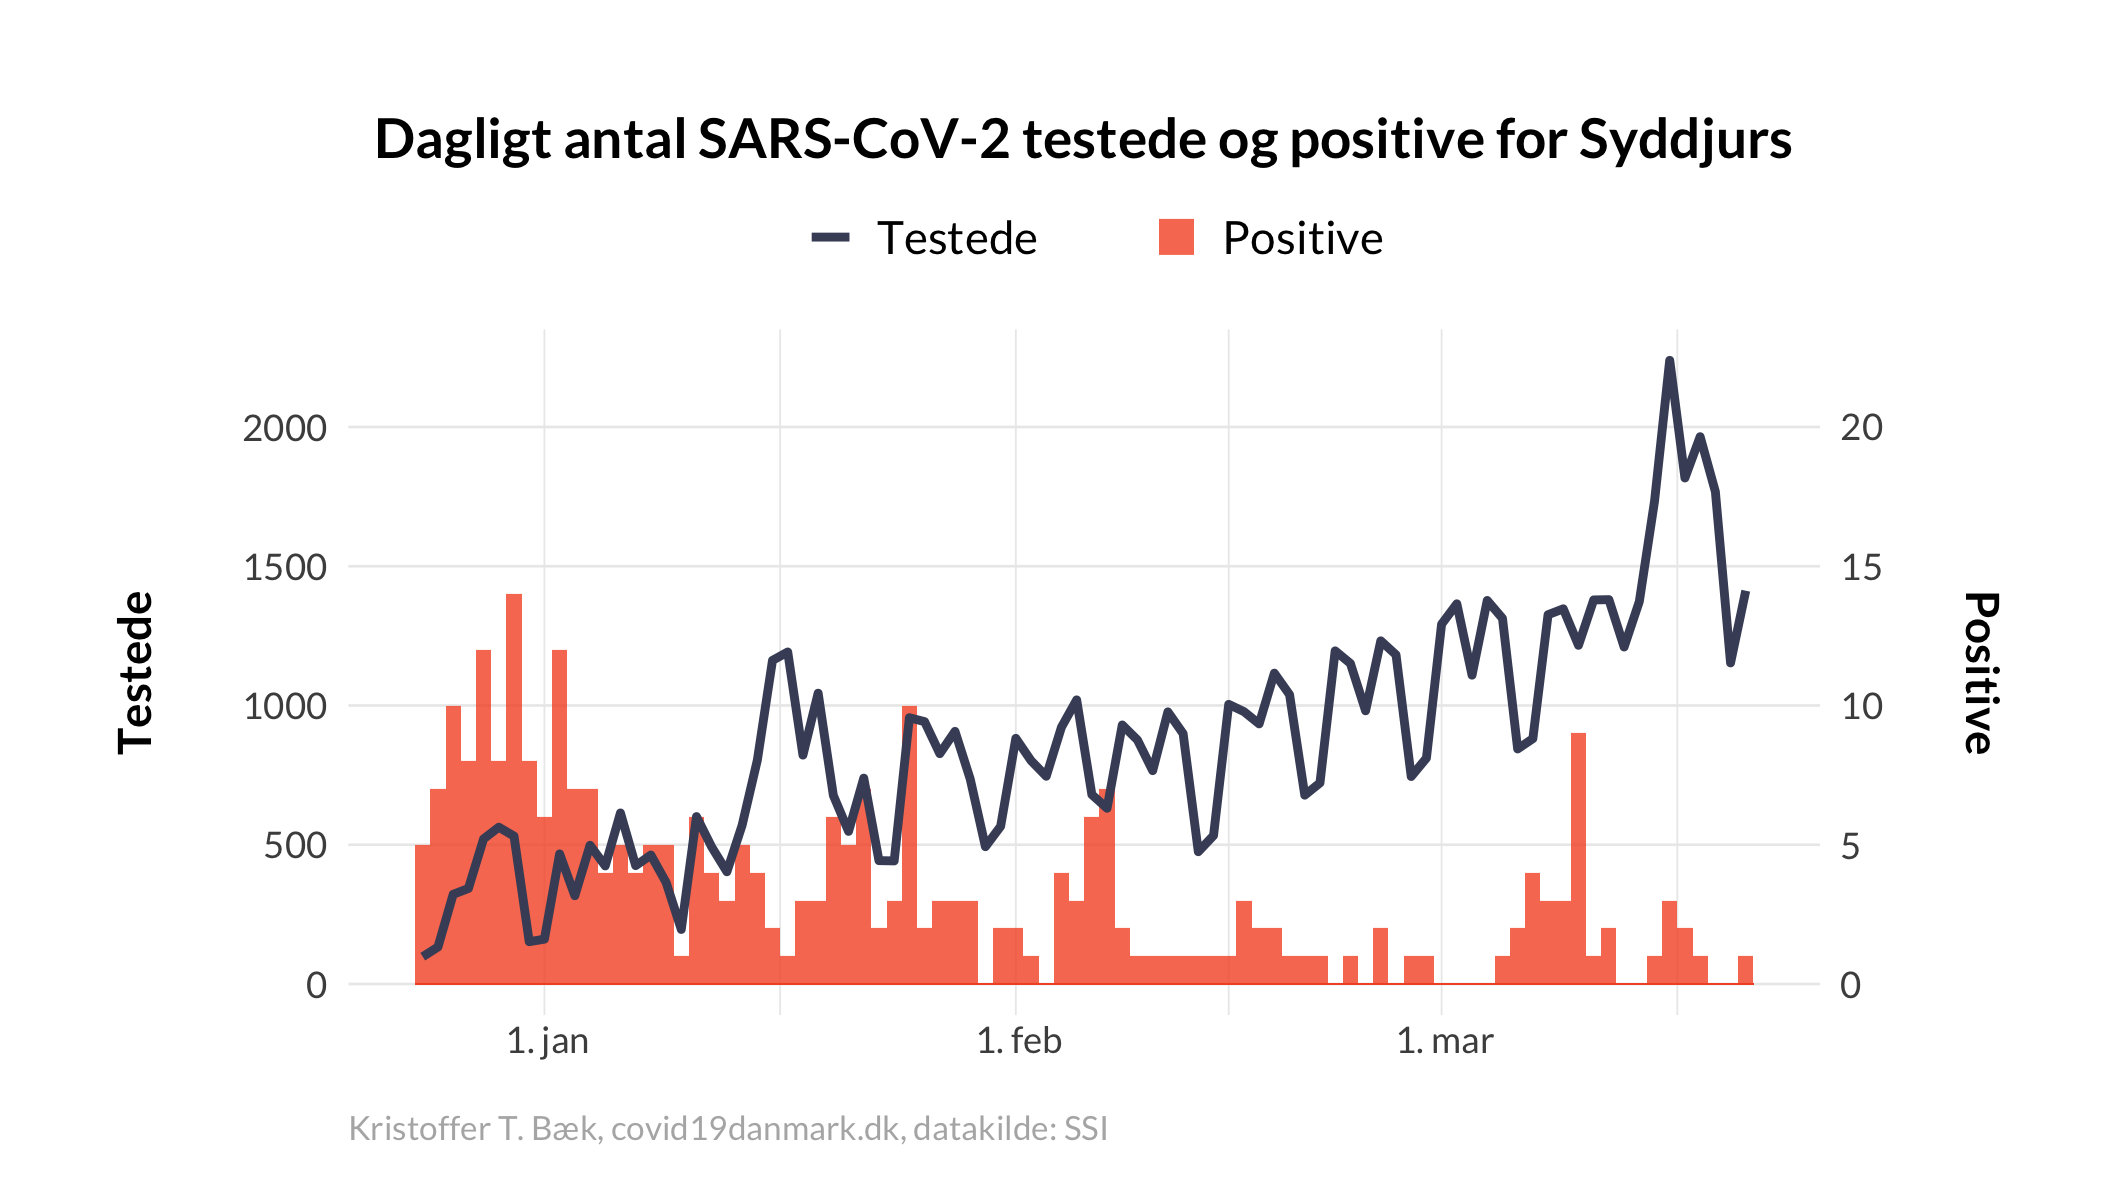 Dagligt antal SARS-CoV-2 testede og positive for Syddjurs
Testede
Positive
Testede
2000
1500
1000
500
0
20
15
10
5
0
Positive
1. jan
1. feb
1. mar
Kristoffer T. Bæk, covid19danmark.dk, datakilde: SSI